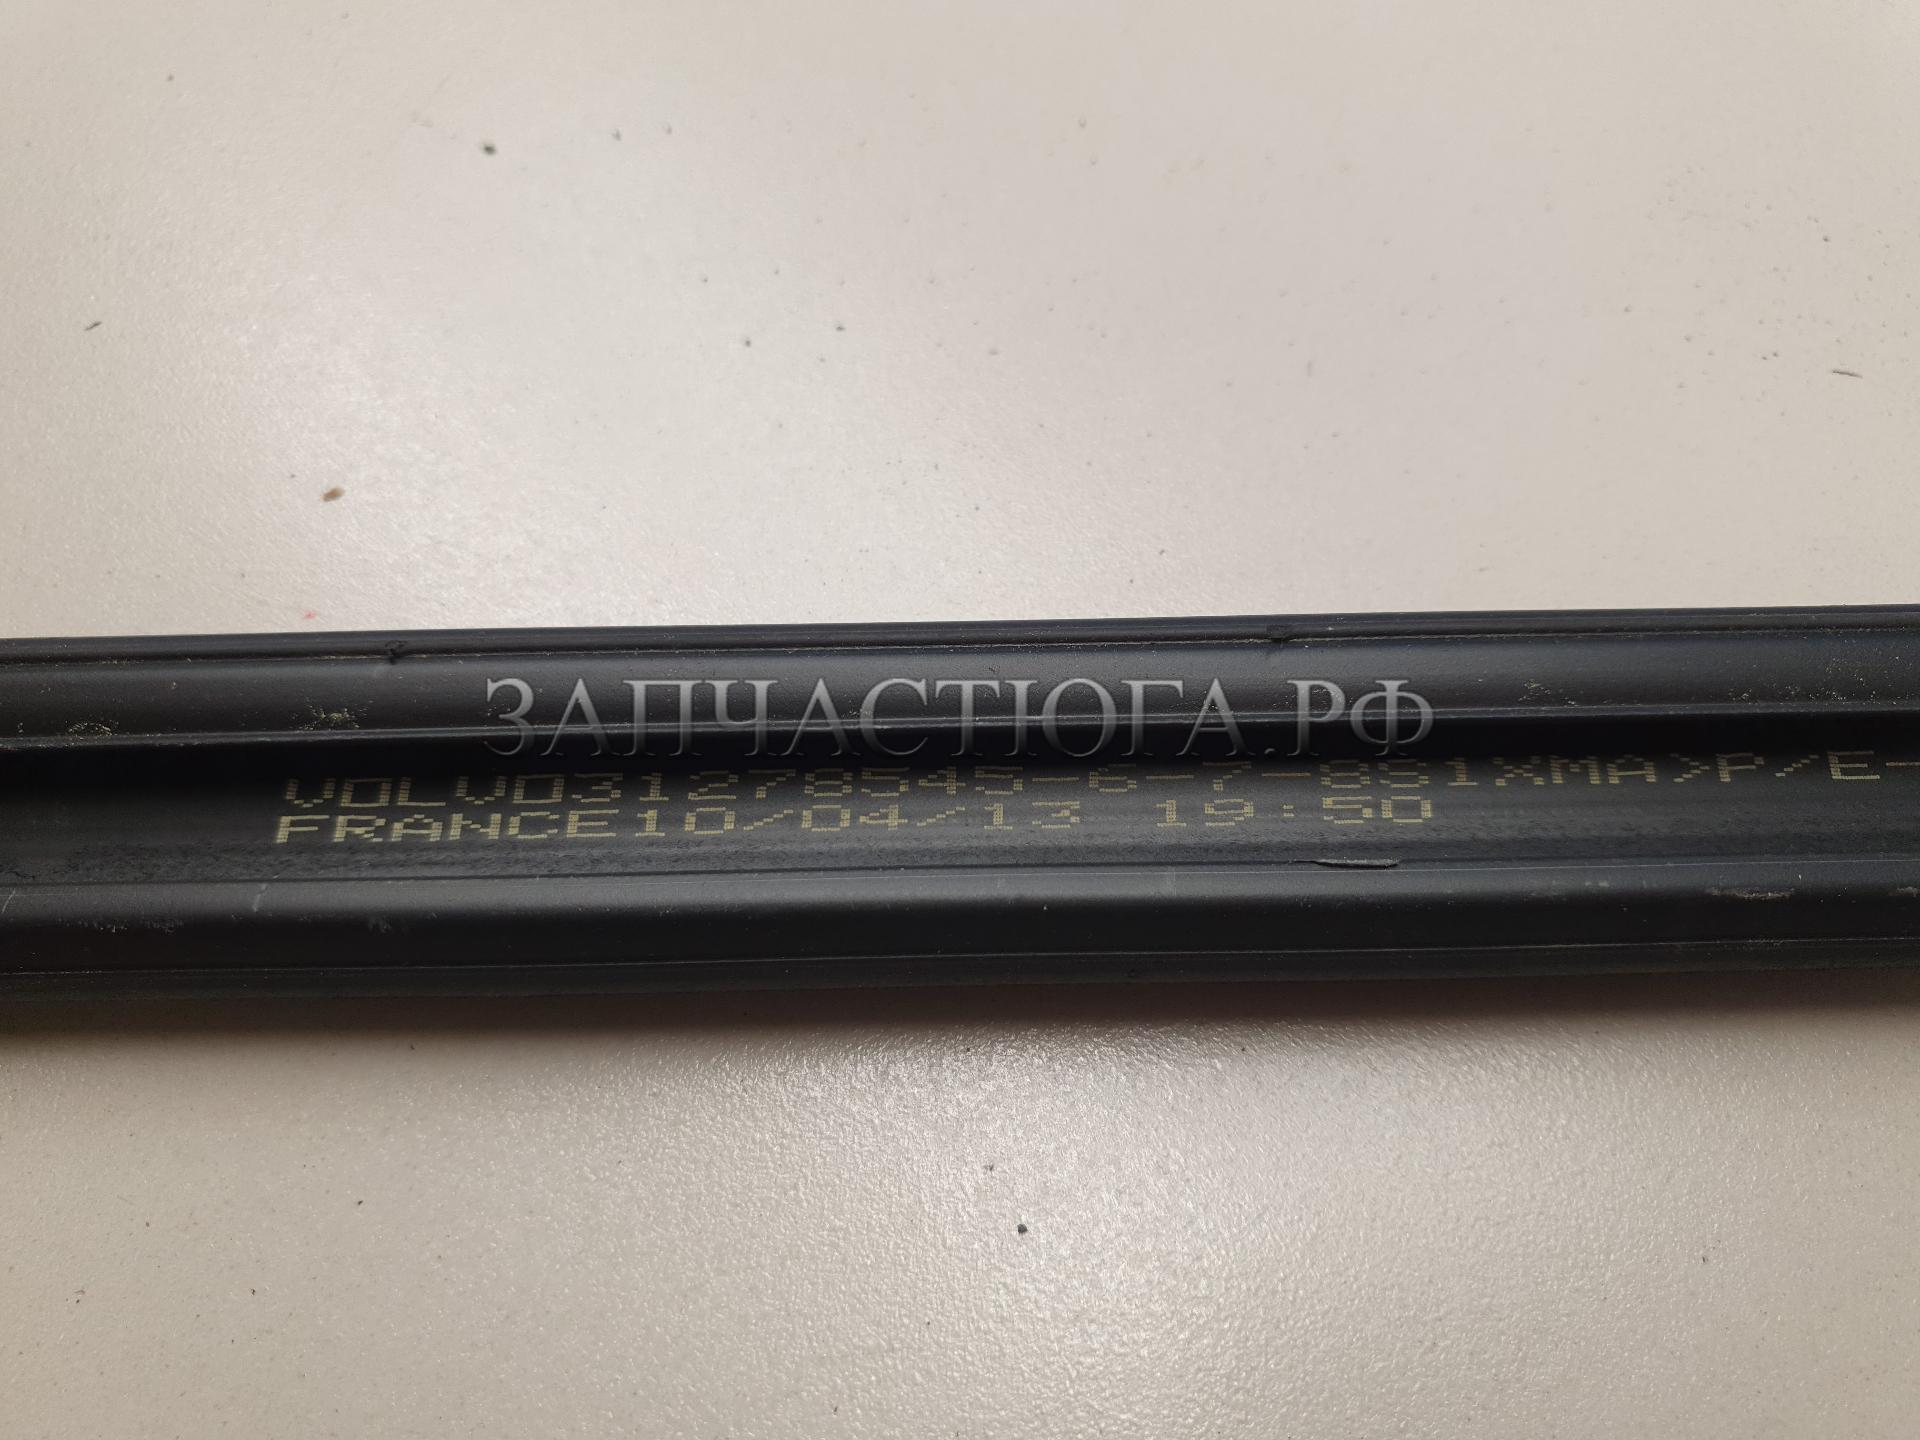 ЗАПЧАСТЮГА.РФ
VOLVO31278545-6-7-8S1XMA>P/E-
FRANCE10/04/13 19:50